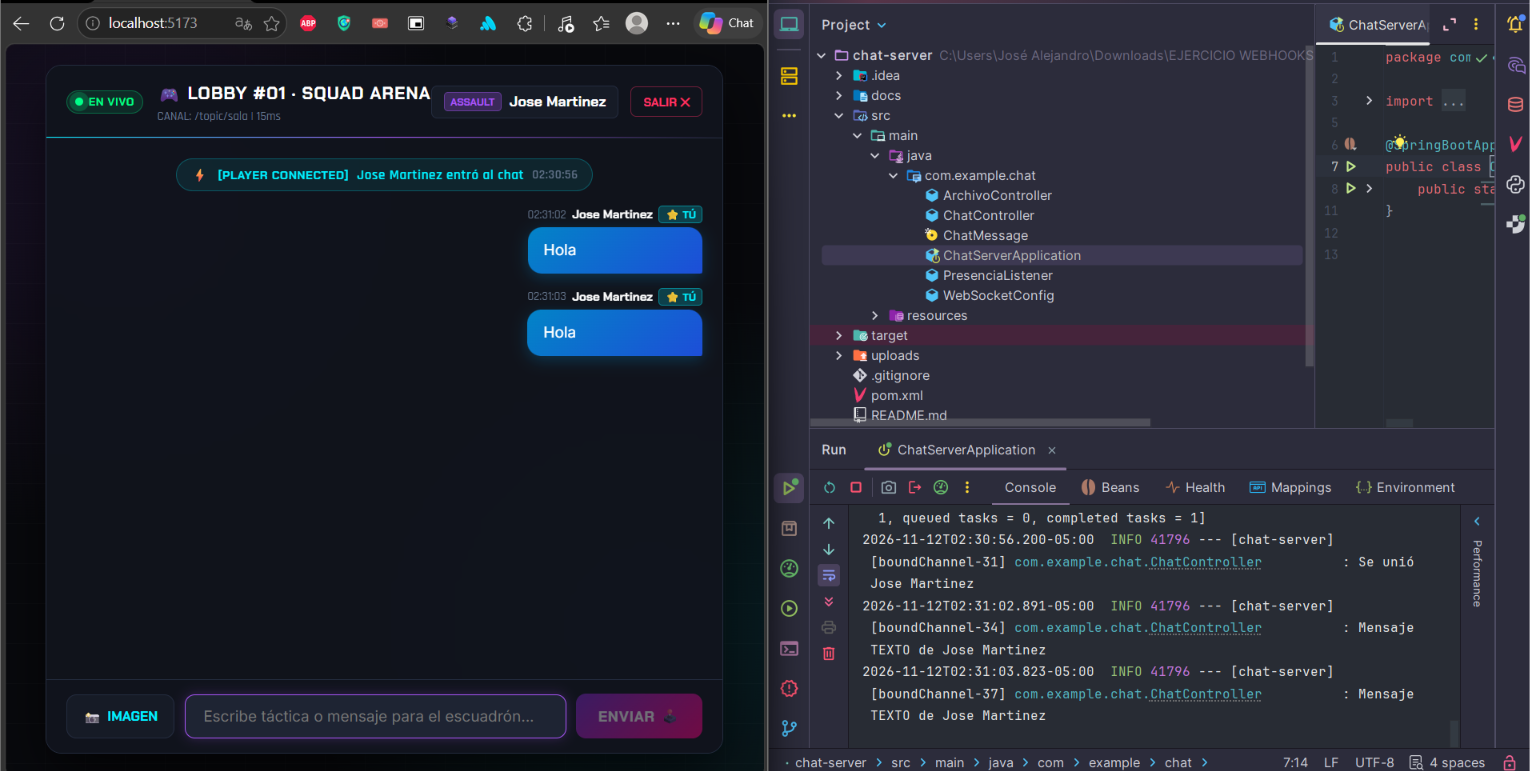 localhost:5173
Chat
EN VIVO
LOBBY #01 · SQUAD ARENA
CANAL: /topic/sala | 15ms
ASSAULT Jose Martinez
SALIR X
[PLAYER CONNECTED] Jose Martinez entró al chat 02:30:56
02:31:02 Jose Martinez TÚ
Hola
02:31:03 Jose Martinez TÚ
Hola
IMAGEN
Escribe táctica o mensaje para el escuadrón...
ENVIAR
Project
chat-server C:\Users\José Alejandro\Downloads\EJERCICIO WEBHOOKS
.idea
docs
src
main
java
com.example.chat
ArchivoController
ChatController
ChatMessage
ChatServerApplication
PresenciaListener
WebSocketConfig
resources
target
uploads
.gitignore
pom.xml
README.md
ChatServerA
1 package com
2
3 import ...
5
6 @SpringBootApp
7 public class
8 public sta
11 }
12
13
Run ChatServerApplication
Console Beans Health Mappings Environment
1, queued tasks = 0, completed tasks = 1]
2026-11-12T02:30:56.200-05:00 INFO 41796 --- [chat-server]
[boundChannel-31] com.example.chat.ChatController : Se unió
Jose Martinez
2026-11-12T02:31:02.891-05:00 INFO 41796 --- [chat-server]
[boundChannel-34] com.example.chat.ChatController : Mensaje
TEXTO de Jose Martinez
2026-11-12T02:31:03.823-05:00 INFO 41796 --- [chat-server]
[boundChannel-37] com.example.chat.ChatController : Mensaje
TEXTO de Jose Martinez
Performance
chat-server > src > main > java > com > example > chat >
7:14 LF UTF-8 4 spaces